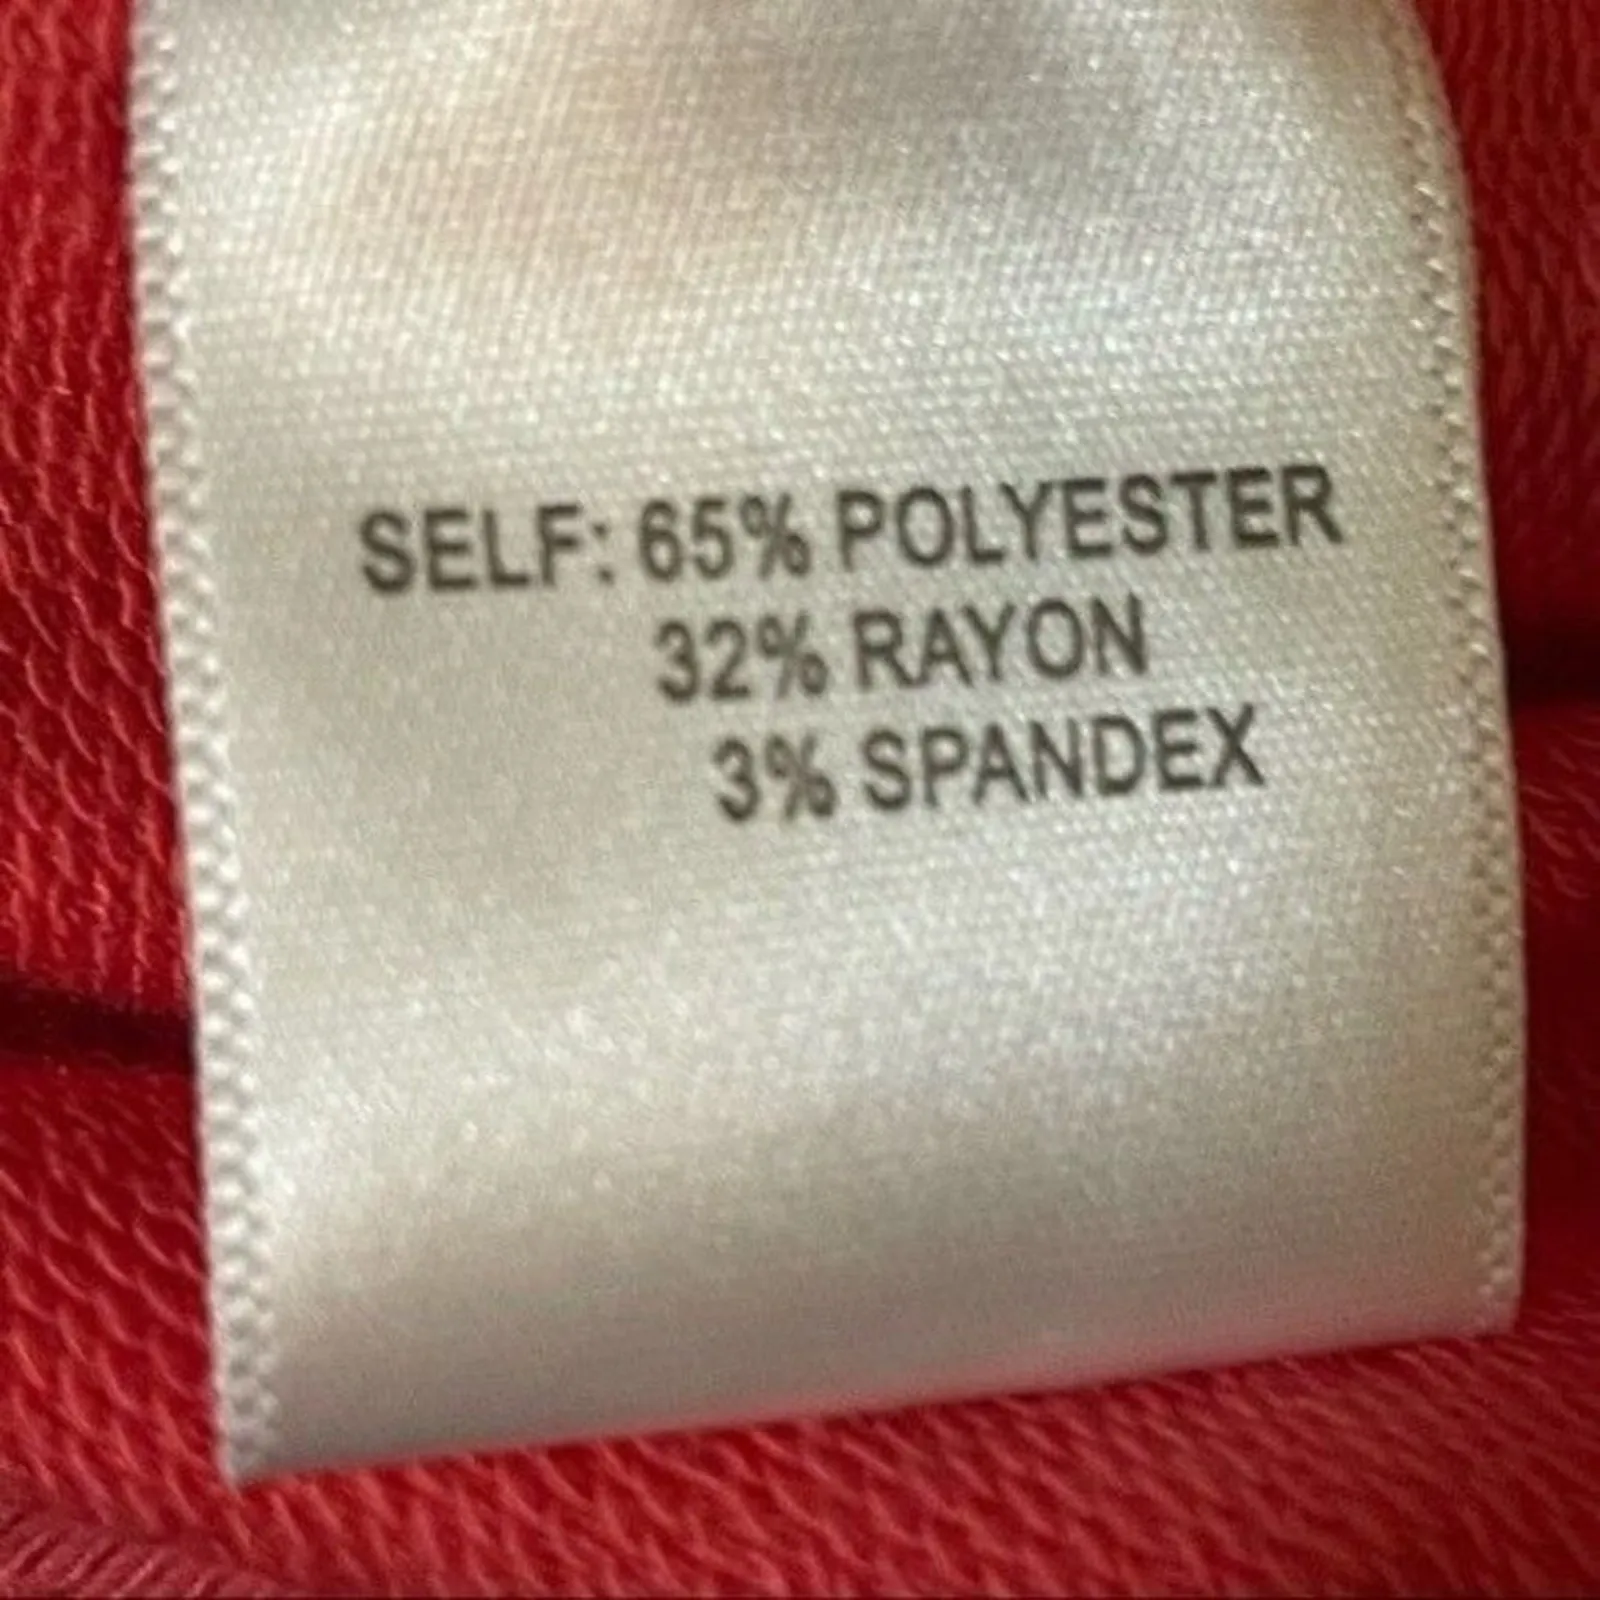 SELF: 65% POLYESTER
32% RAYON
3% SPANDEX